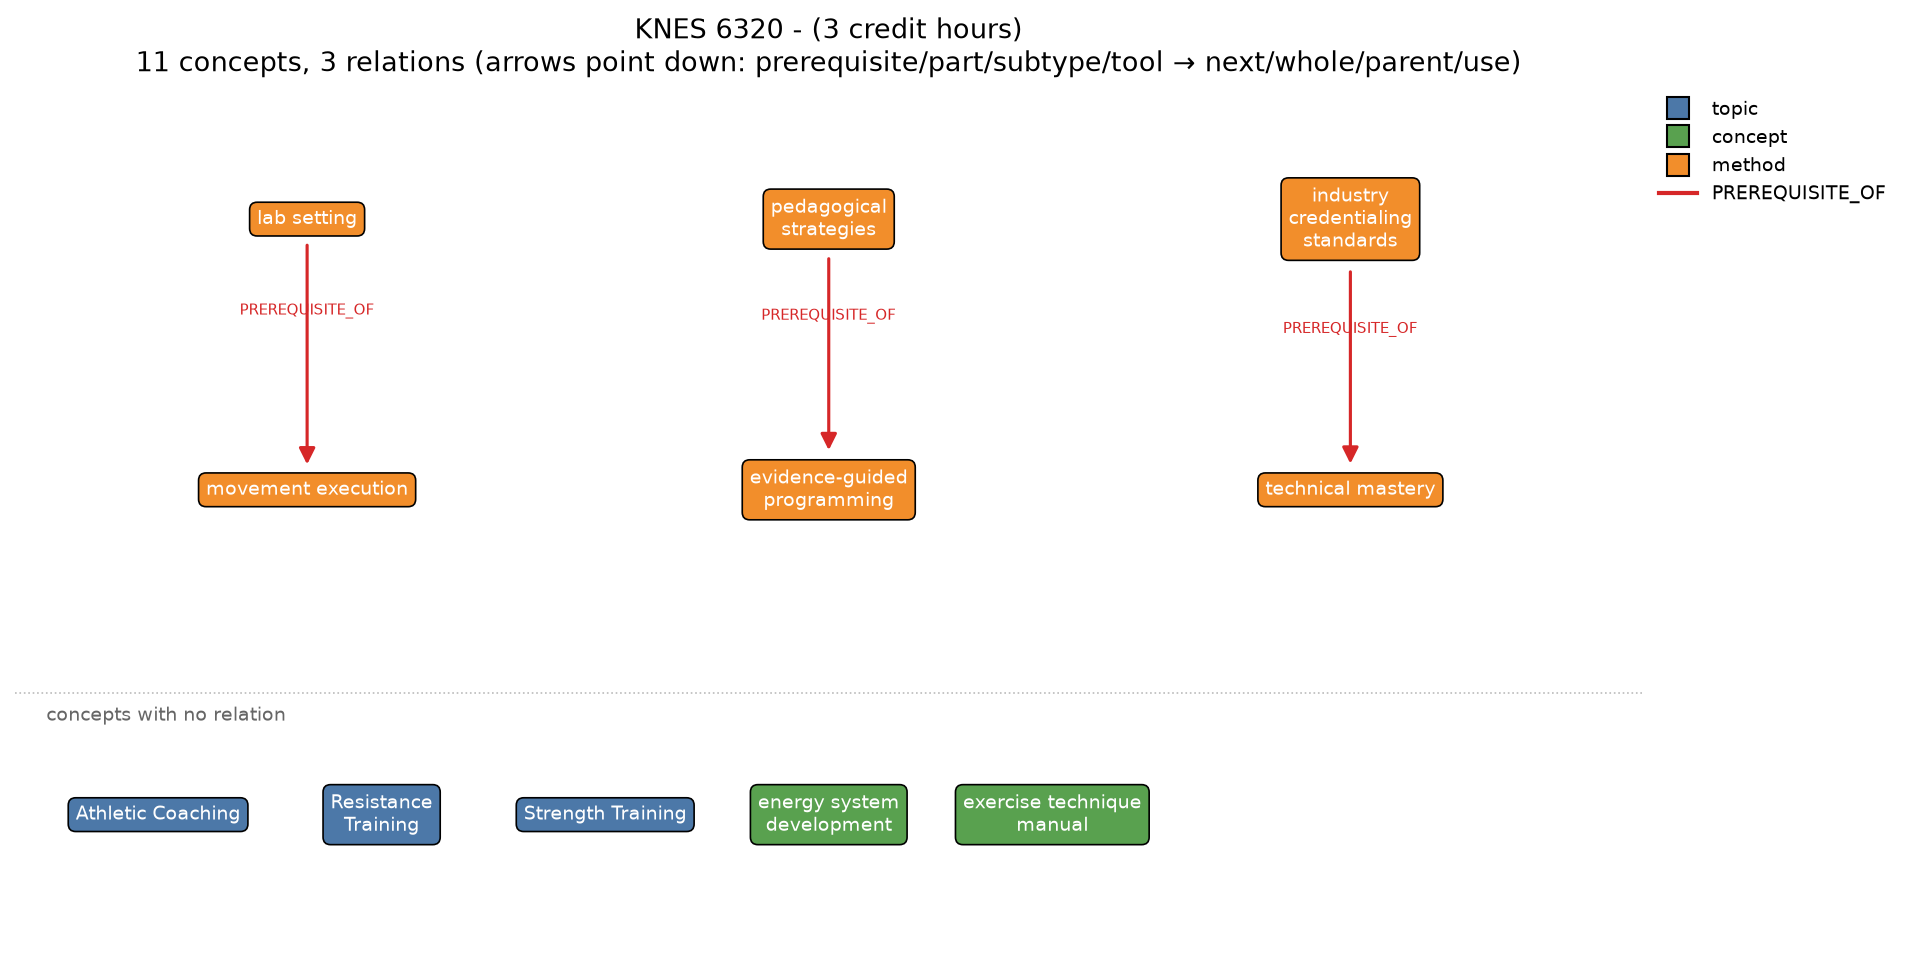 KNES 6320 - (3 credit hours)
11 concepts, 3 relations (arrows point down: prerequisite/part/subtype/tool → next/whole/parent/use)
topic
concept
method
PREREQUISITE_OF
lab setting
pedagogical
strategies
industry
credentialing
standards
PREREQUISITE_OF
PREREQUISITE_OF
PREREQUISITE_OF
movement execution
evidence-guided
programming
technical mastery
concepts with no relation
Athletic Coaching
Resistance
Training
Strength Training
energy system
development
exercise technique
manual